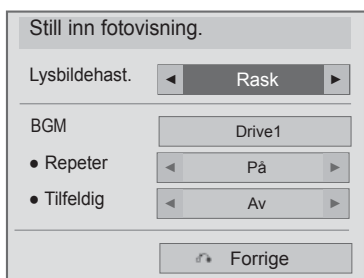 Still inn fotovisning.
Lysbildehast. ◄ Rask ►
BGM Drive1
● Repeter ◄ På ►
● Tilfeldig ◄ Av ►
Forrige